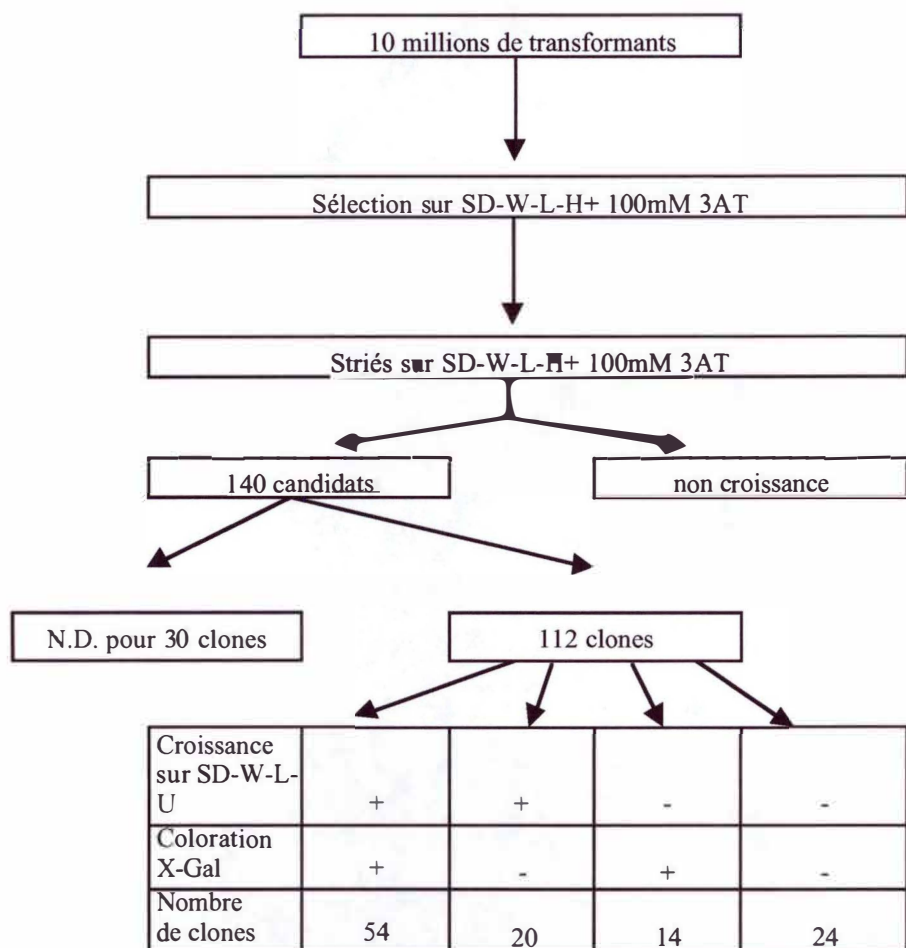 10 millions de transformants
Sélection sur SD-W-L-H+ 100mM 3AT
Striés sur SD-W-L-H+ 100mM 3AT
140 candidats
non croissance
N.D. pour 30 clones
112 clones
Croissance
sur SD-W-L-
U + + - -
Coloration
X-Gal + - + -
Nombre
de clones 54 20 14 24